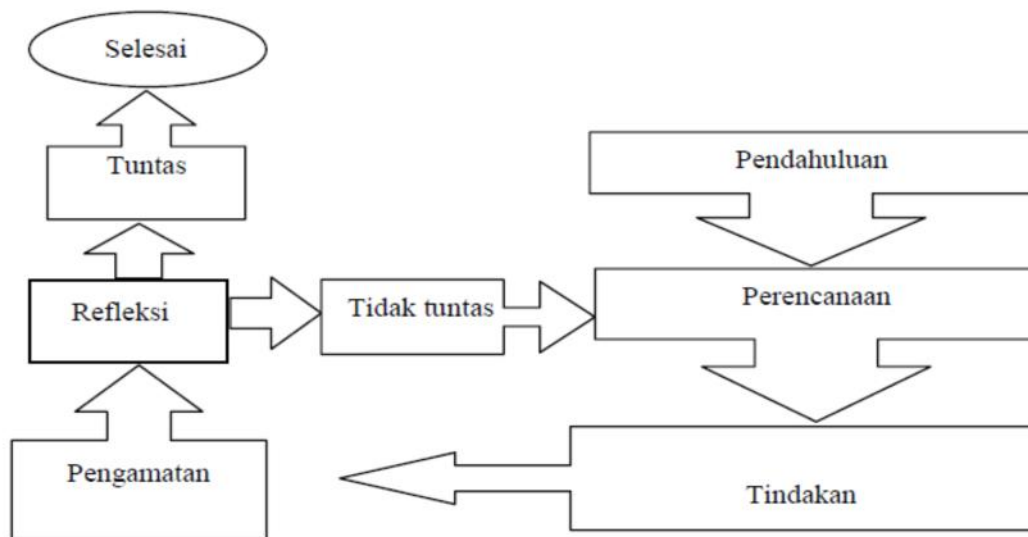 Selesai
Tuntas
Pendahuluan
Refleksi
Tidak tuntas
Perencanaan
Pengamatan
Tindakan